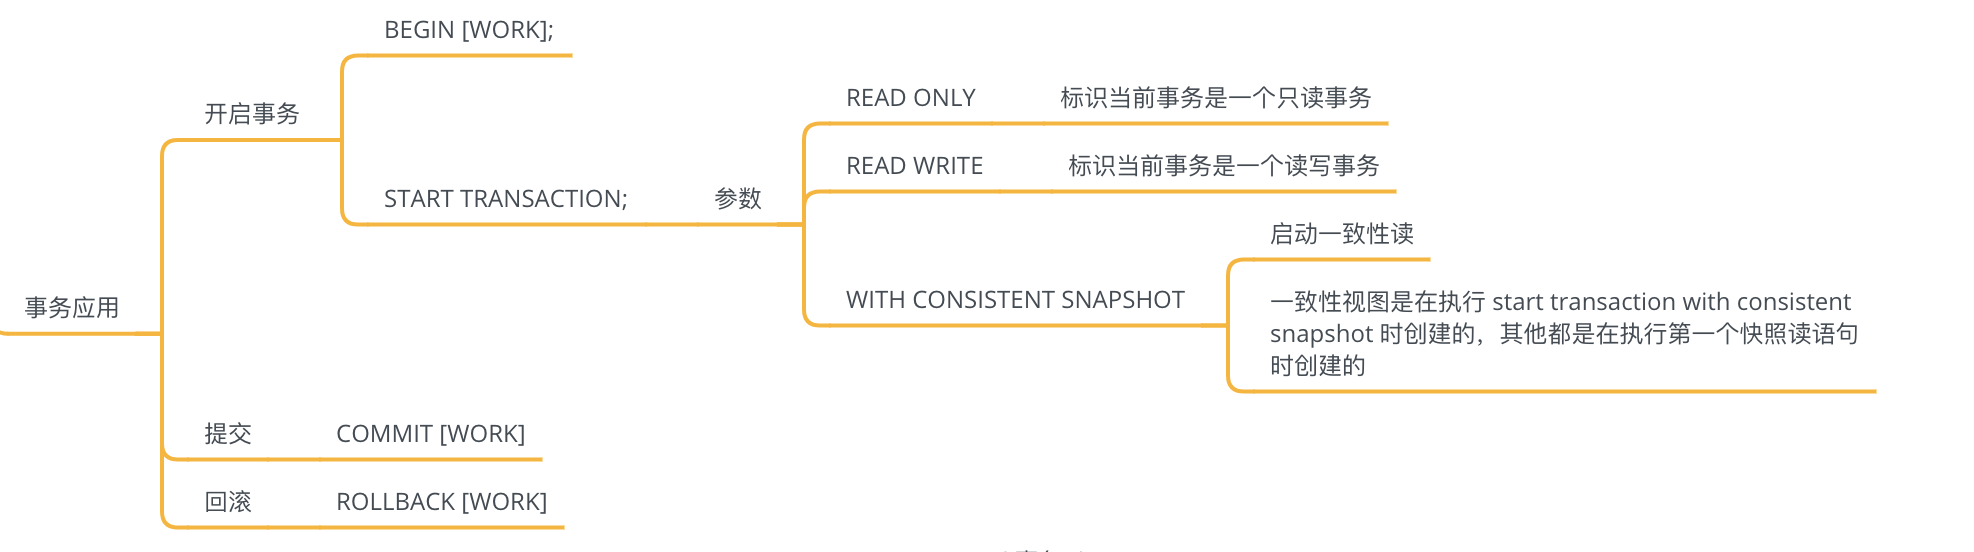 BEGIN [WORK];
开启事务
READ ONLY
标识当前事务是一个只读事务
READ WRITE
标识当前事务是一个读写事务
START TRANSACTION;
参数
启动一致性读
WITH CONSISTENT SNAPSHOT
一致性视图是在执行 start transaction with consistent
snapshot 时创建的，其他都是在执行第一个快照读语句
时创建的
事务应用
提交
COMMIT [WORK]
回滚
ROLLBACK [WORK]